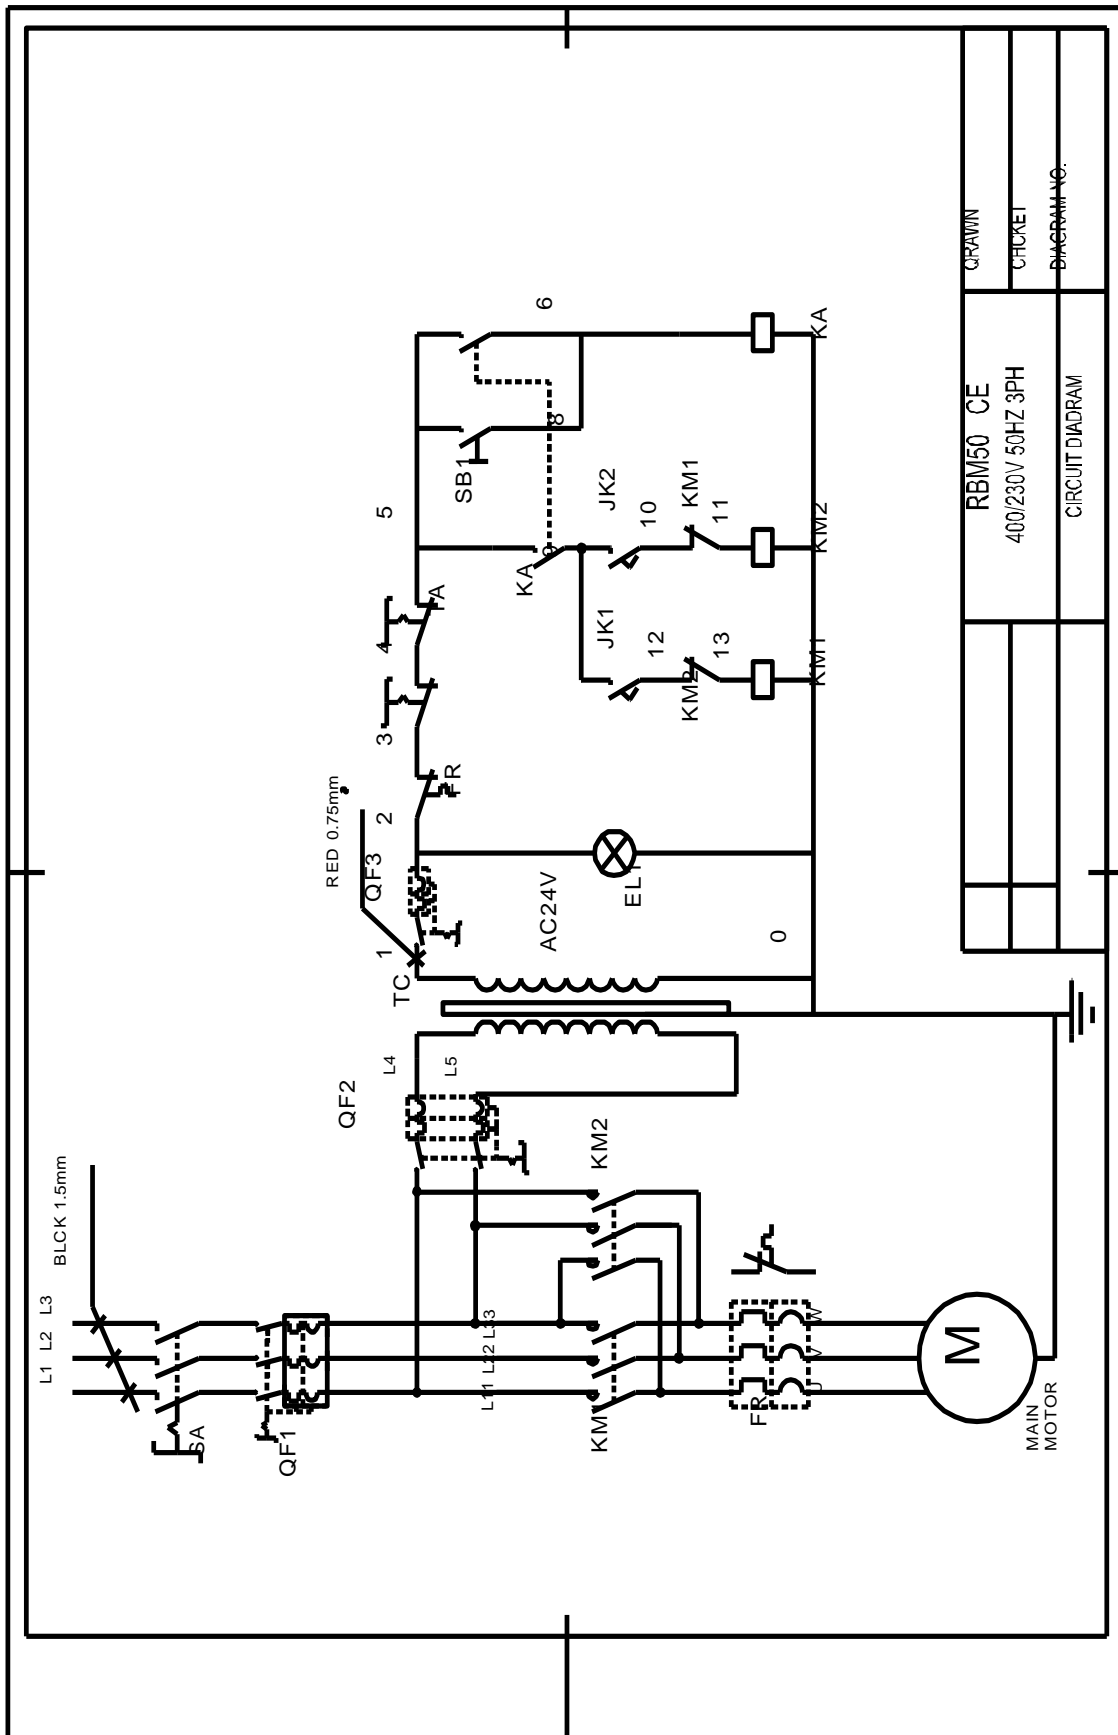 L1 L2 L3
BLCK 1.5mm
SA
QF1
L11 L22 L33
QF2
L4
L5
KM2
KM
FR
U
V
W
M
MAIN
MOTOR
TC
1
QF3
RED 0.75mm
2
3
4
5
6
FR
AC24V
EL1
0
KA
9
SB1
8
JK1
JK2
12
10
KM2
KM1
13
11
KM1
KM2
KA
RBM50 CE
400/230V 50HZ 3PH
CIRCUIT DIADRAM
QRAWN
CHCKET
DIAGRAM NO.